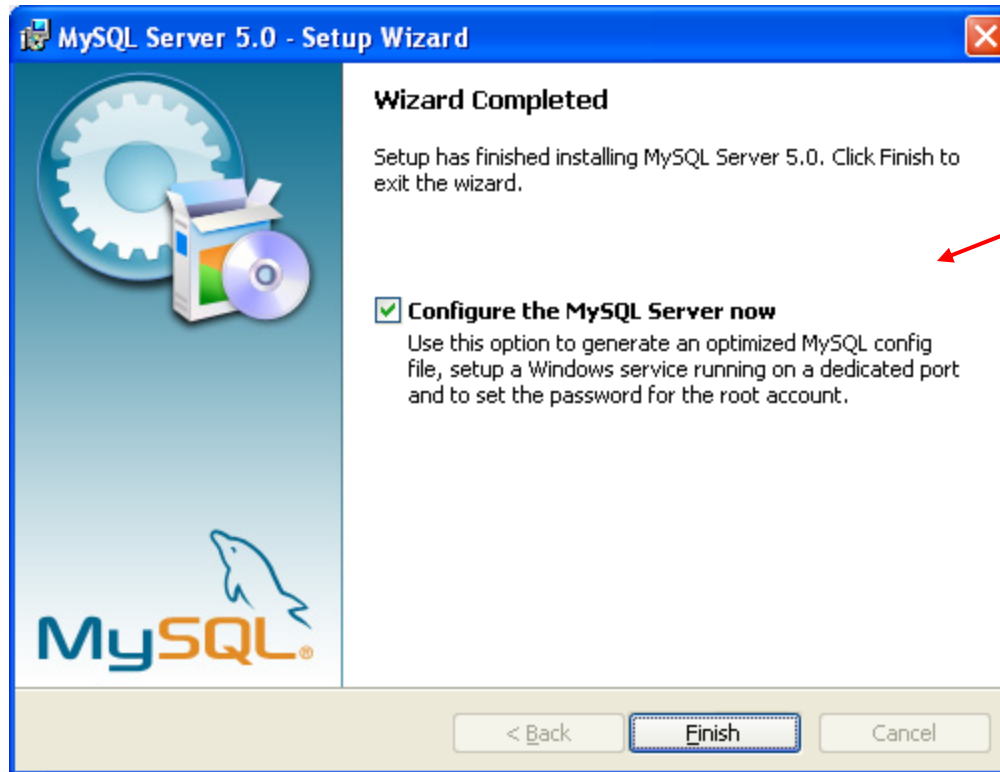 MySQL Server 5.0 - Setup Wizard
Wizard Completed
Setup has finished installing MySQL Server 5.0. Click Finish to
exit the wizard.
Configure the MySQL Server now
Use this option to generate an optimized MySQL config
file, setup a Windows service running on a dedicated port
and to set the password for the root account.
MySQL®
< Back
Finish
Cancel